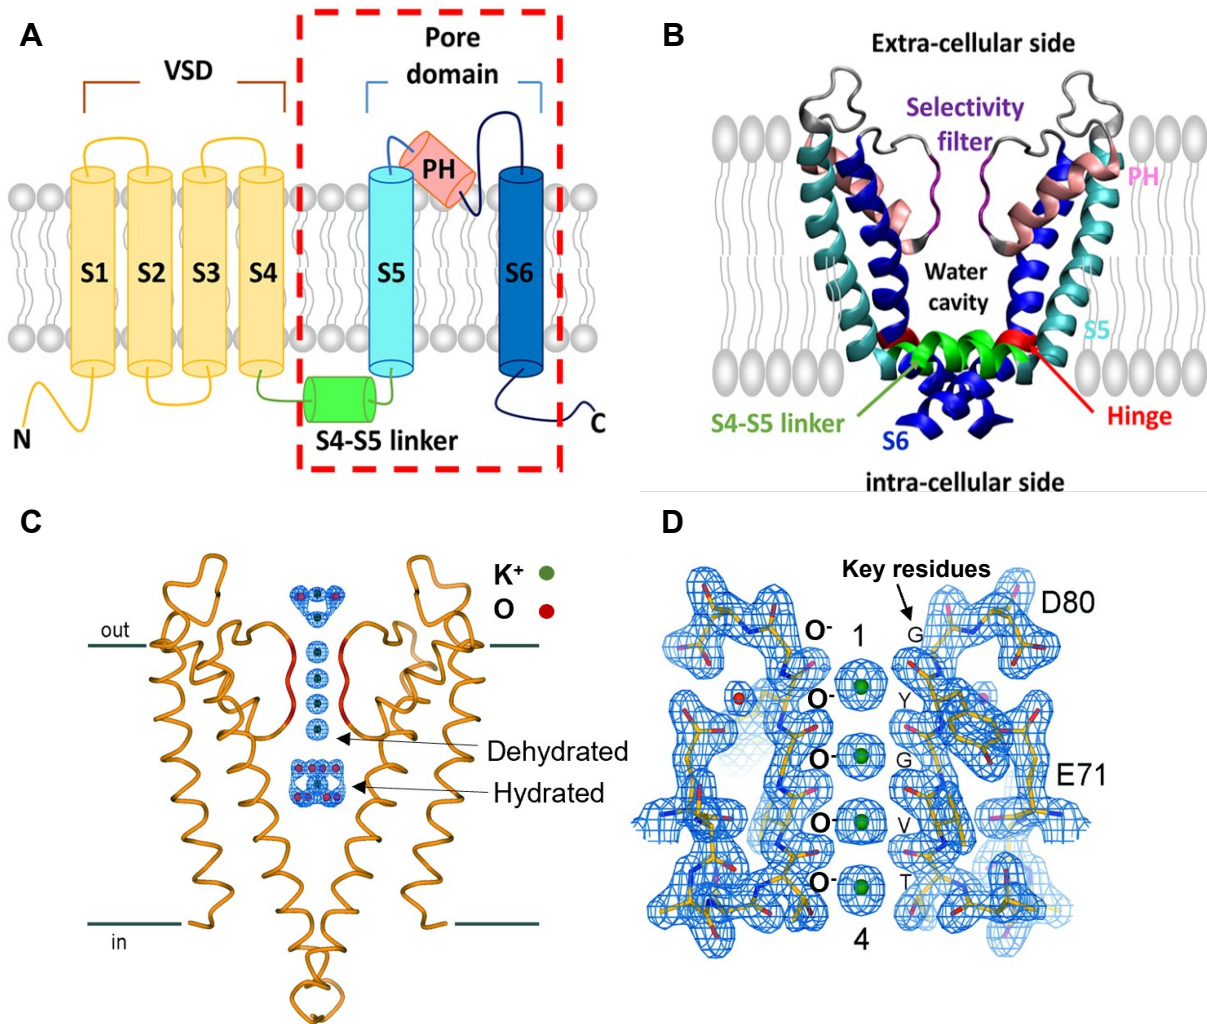 A
VSD
Pore
domain
PH
S1
S2
S3
S4
S5
S6
N
S4-S5 linker
C
B
Extra-cellular side
Selectivity
filter
PH
Water
cavity
S5
S4-S5 linker
S6
Hinge
intra-cellular side
C
K⁺
O
out
Dehydrated
Hydrated
in
D
Key residues
D80
O⁻
1
G
O⁻
Y
O⁻
G
E71
O⁻
V
O⁻
T
4